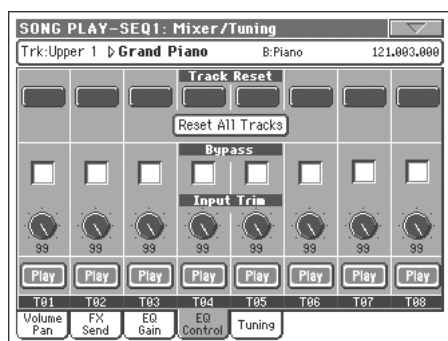 SONG PLAY-SEQ1: Mixer/Tuning
Trk:Upper 1 Grand Piano B:Piano 121.003.000
Track Reset
Reset All Tracks
Bypass
Input Trim
99 99 99 99 99 99 99 99
Play Play Play Play Play Play Play Play
T01 T02 T03 T04 T05 T06 T07 T08
Volume Pan FX Send EQ Gain EQ Control Tuning